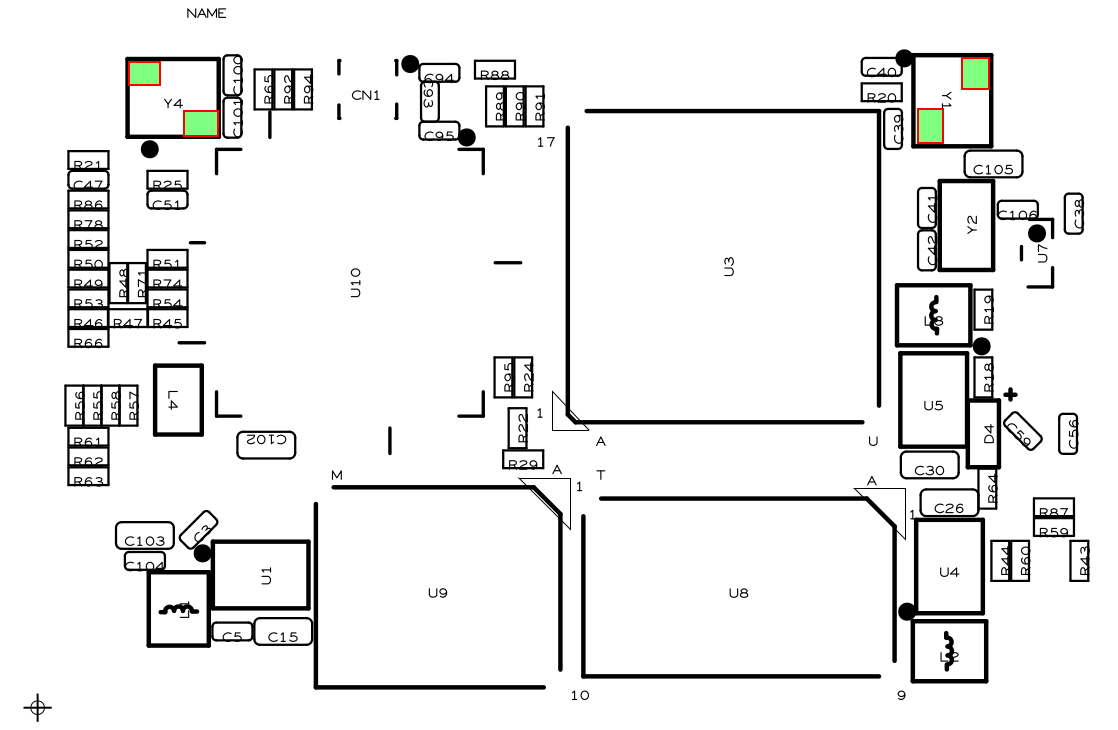 NAME
Y4
C100
C101
R65
R92
R94
CN1
C94
C93
C95
R88
R89
R90
R91
17
C40
R20
C39
Y1
C105
R21
C47
R86
R78
R52
R50
R49
R53
R46
R66
R25
C51
R51
R74
R54
R45
R48
R71
R47
U10
U3
C41
C42
Y2
C106
C38
U7
L3
R19
R18
U5
D4
C59
C56
R56
R55
R58
R57
L4
R61
R62
R63
C102
R95
R24
R22
R29
1
A
U
M
A
1
T
A
1
C30
C26
R64
R87
R59
R44
R60
R43
C103
C104
C3
U1
L1
C5
C15
U9
U8
U4
L2
10
9